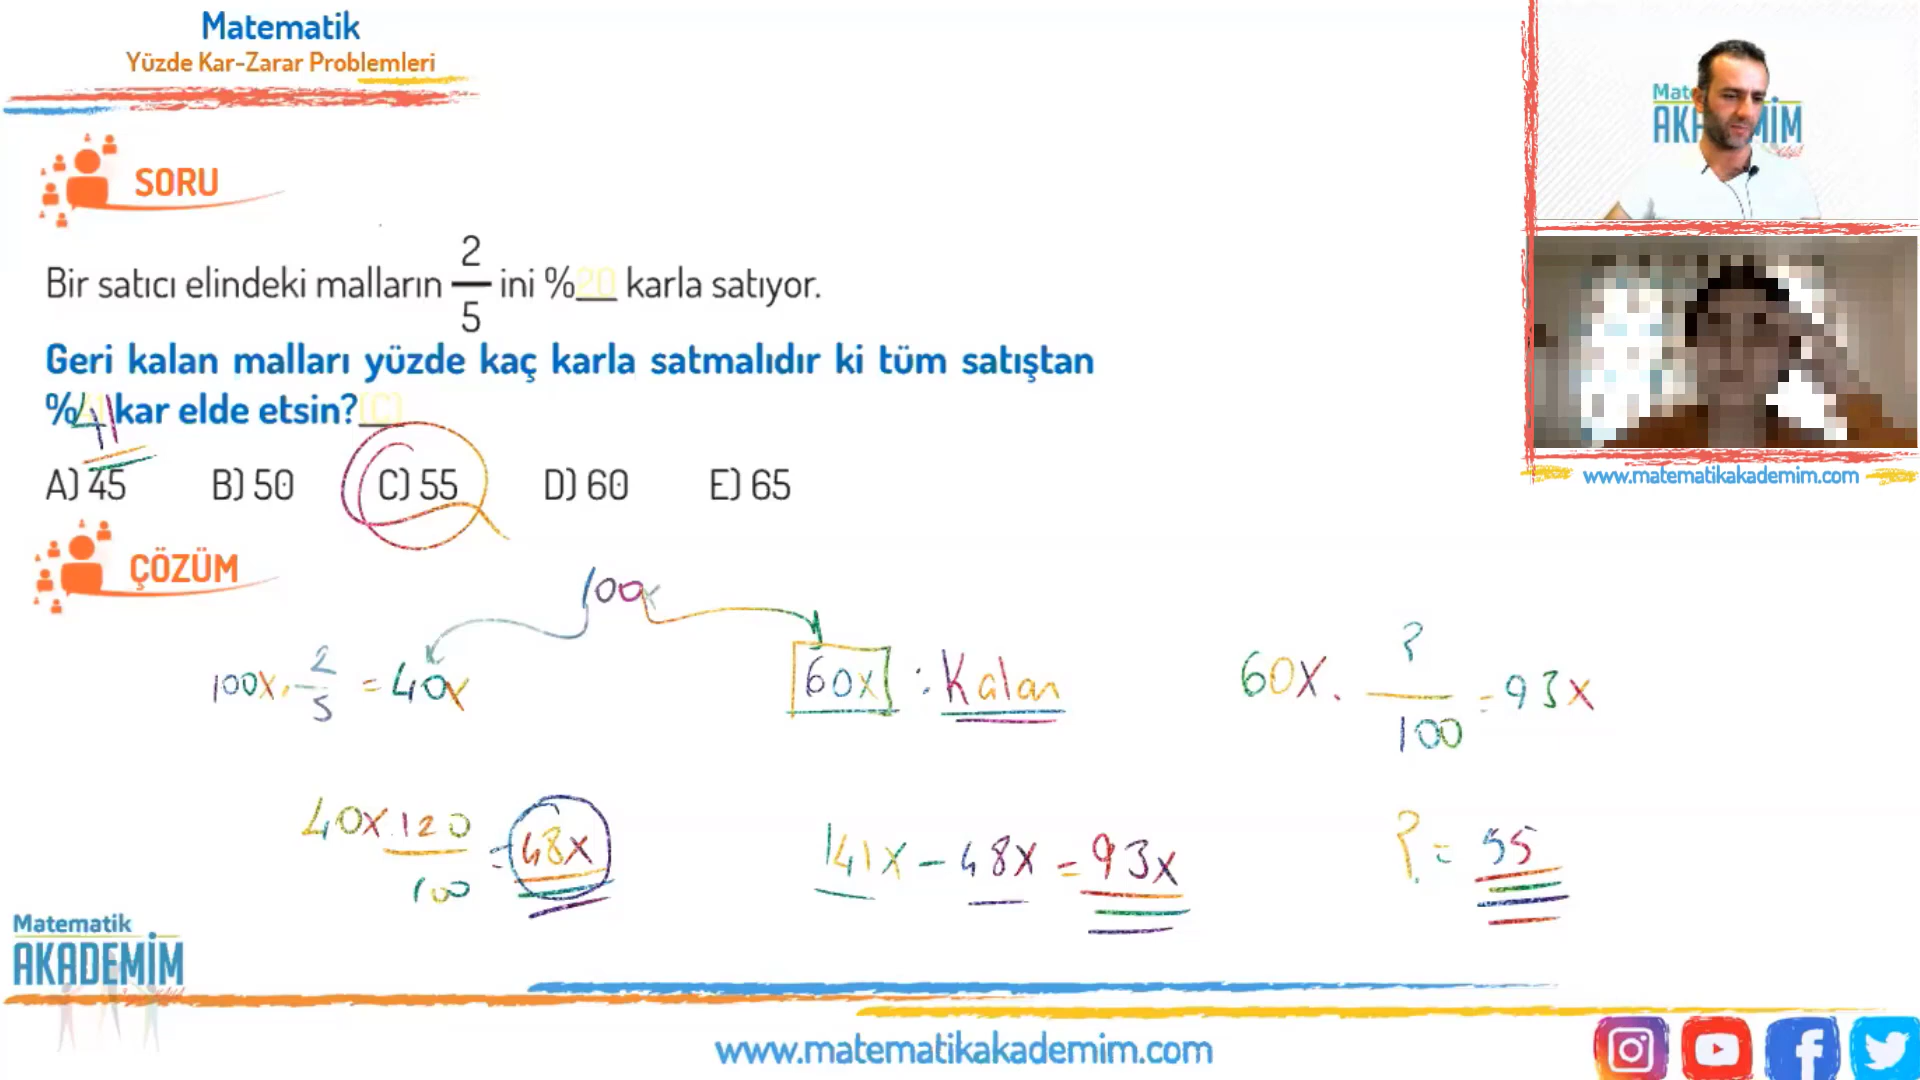 Matematik
Yüzde Kar-Zarar Problemleri
SORU
Bir satıcı elindeki malların 2/5 ini %20 karla satıyor.
Geri kalan malları yüzde kaç karla satmalıdır ki tüm satıştan
%41 kar elde etsin? (C)
A) 45 B) 50 C) 55 D) 60 E) 65
ÇÖZÜM
100x
100x . 2/5 = 40x
60x : Kalan
60x . ?/100 = 93x
40x . 120/100 = 48x
141x - 48x = 93x
? = 55
Matematik
AKADEMİM
www.matematikakademim.com
Mat
AKA MİM
www.matematikakademim.com